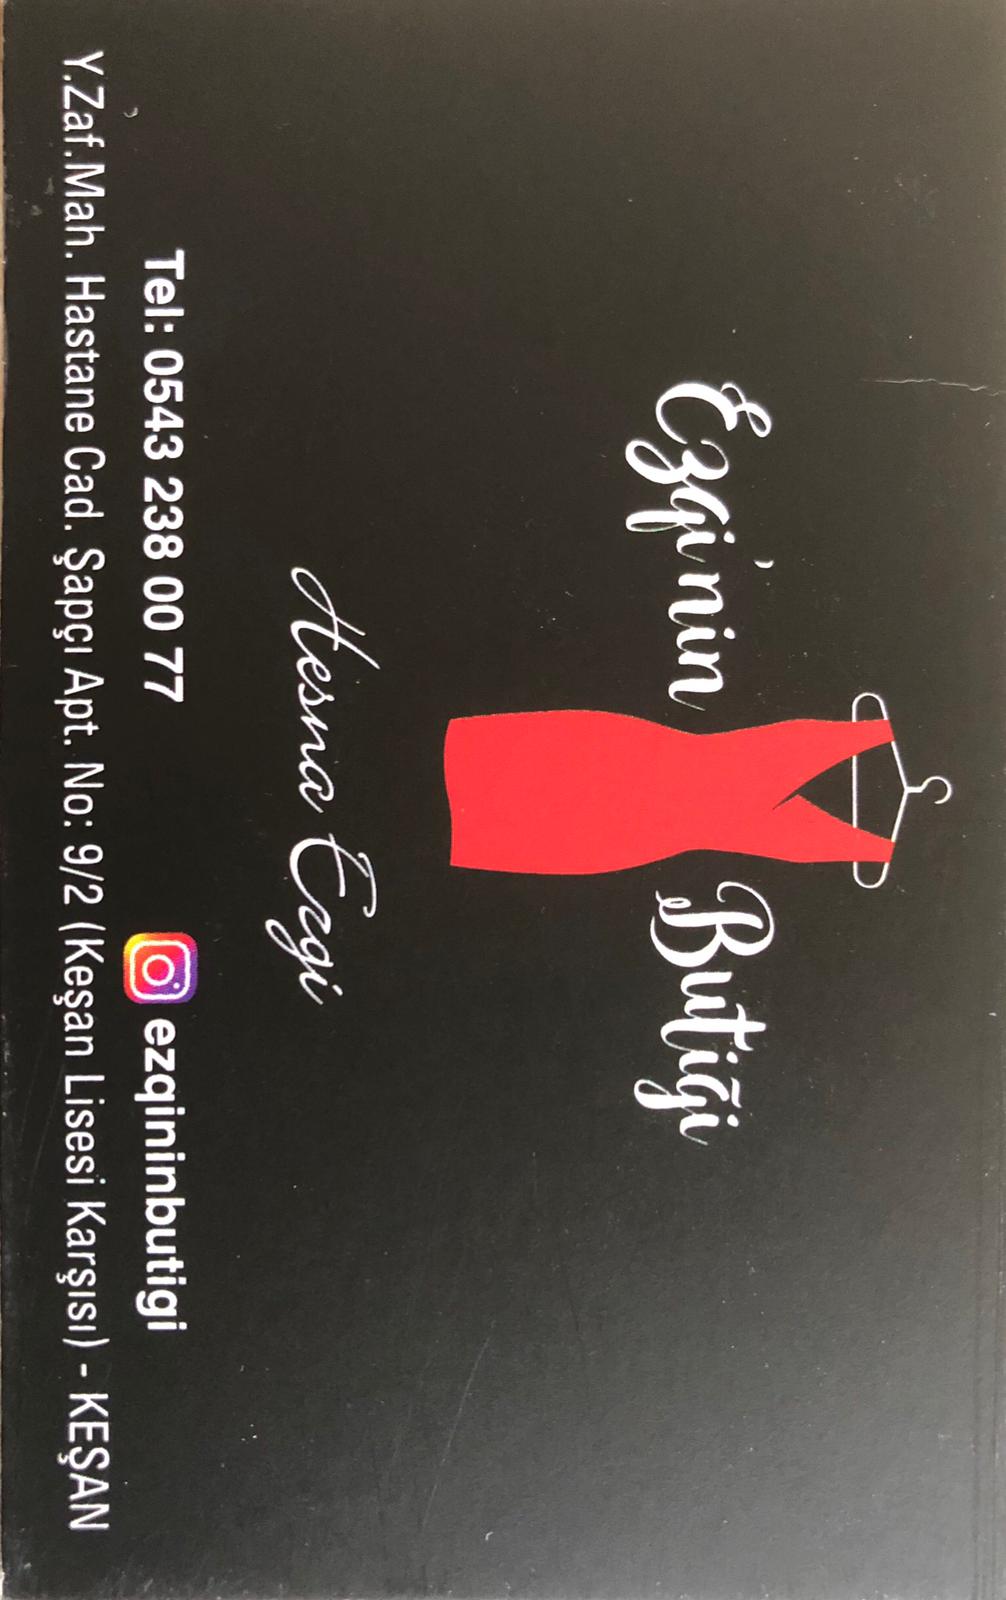 Ezqi'nin Butiği
Hesna Ezgi
Tel: 0543 238 00 77
ezqininbutigi
Y.Zaf.Mah. Hastane Cad. Şapçı Apt. No: 9/2 (Keşan Lisesi Karşısı) - KEŞAN